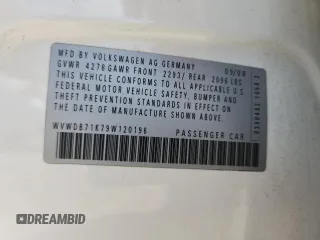 MFD BY VOLKSWAGEN AG GERMANY 09/08
GVWR 4278 GAWR FRONT 2293/ REAR 2096 LBS
THIS VEHICLE CONFORMS TO ALL APPLICABLE U.S
FEDERAL MOTOR VEHICLE SAFETY, BUMPER AND
THEFT PREVENTION STANDARDS IN EFFECT ON
THE DATE OF MANUFACTURE SHOWN ABOVE.
WVWDB71K79W120196 PASSENGER CAR
DREAMBID